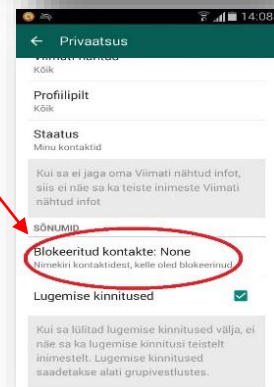 14:08
Privaatsus
Viimati nähtud
Kõik
Profiilipilt
Kõik
Staatus
Minu kontaktid
Kui sa ei jaga oma Viimati nähtud infot,
siis ei näe sa ka teiste inimeste Viimati
nähtud infot
SÕNUMID
Blokeeritud kontakte: None
Nimekiri kontaktidest, kelle oled blokeerinud
Lugemise kinnitused
Kui sa lülitad lugemise kinnitused välja, ei
näe sa ka lugemise kinnitusi teistelt
inimestelt. Lugemise kinnitused
saadetakse alati grupivestlustes.